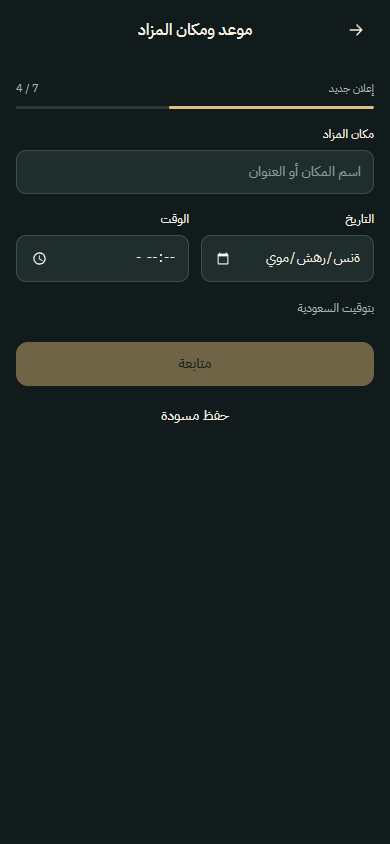 موعد ومكان المزاد
إعلان جديد
4 / 7
مكان المزاد
اسم المكان أو العنوان
التاريخ
الوقت
ةنس/رهش/موي
--:-- -
بتوقيت السعودية
متابعة
حفظ مسودة